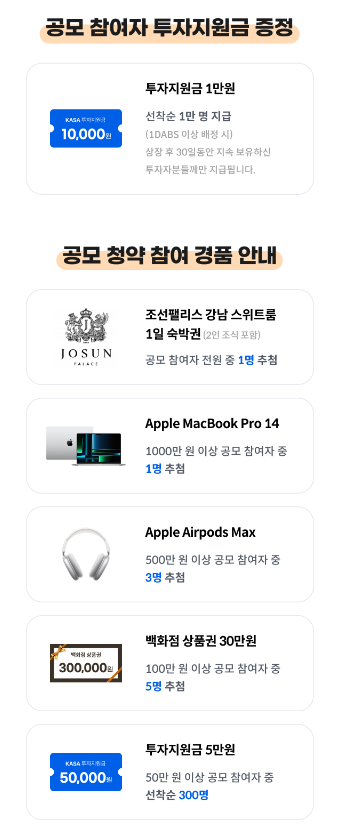 공모 참여자 투자지원금 증정
KASA 투자지원금
10,000원
투자지원금 1만원
선착순 1만 명 지급
(1DABS 이상 배정 시)
상장 후 30일동안 지속 보유하신
투자자분들께만 지급됩니다.
공모 청약 참여 경품 안내
J
JOSUN
PALACE
조선팰리스 강남 스위트룸
1일 숙박권 (2인 조식 포함)
공모 참여자 전원 중 1명 추첨
Apple MacBook Pro 14
1000만 원 이상 공모 참여자 중
1명 추첨
Apple Airpods Max
500만 원 이상 공모 참여자 중
3명 추첨
백화점 상품권
300,000원
백화점 상품권 30만원
100만 원 이상 공모 참여자 중
5명 추첨
KASA 투자지원금
50,000원
투자지원금 5만원
50만 원 이상 공모 참여자 중
선착순 300명